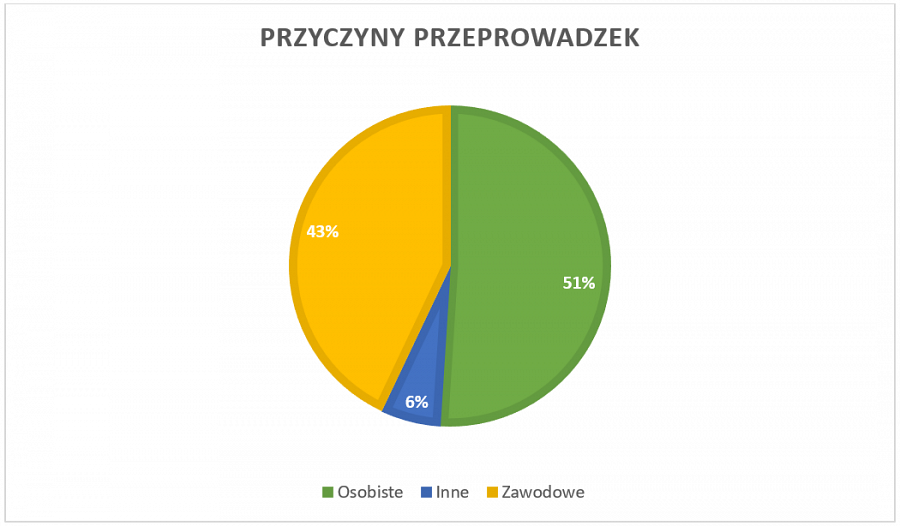 PRZYCZYNY PRZEPROWADZEK
43%
51%
6%
Osobiste Inne Zawodowe